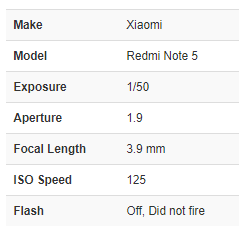 Make Xiaomi
Model Redmi Note 5
Exposure 1/50
Aperture 1.9
Focal Length 3.9 mm
ISO Speed 125
Flash Off, Did not fire